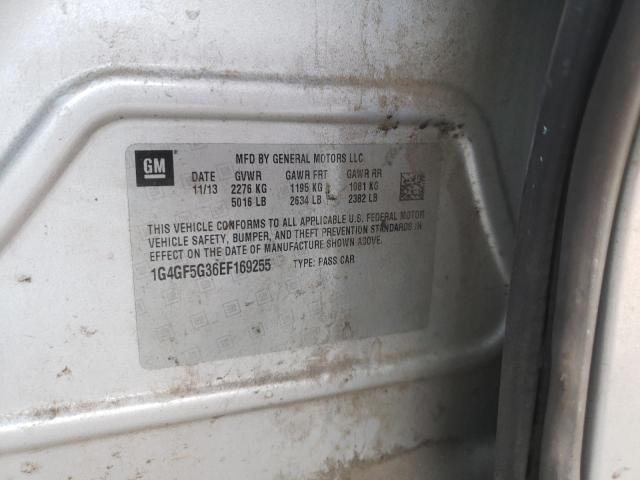 GM
MFD BY GENERAL MOTORS LLC
DATE GVWR GAWR FRT GAWR RR
11/13 2276 KG 1195 KG 1081 KG
5016 LB 2634 LB 2382 LB
THIS VEHICLE CONFORMS TO ALL APPLICABLE U.S. FEDERAL MOTOR
VEHICLE SAFETY, BUMPER, AND THEFT PREVENTION STANDARDS IN
EFFECT ON THE DATE OF MANUFACTURE SHOWN ABOVE.
1G4GF5G36EF169255 TYPE: PASS CAR